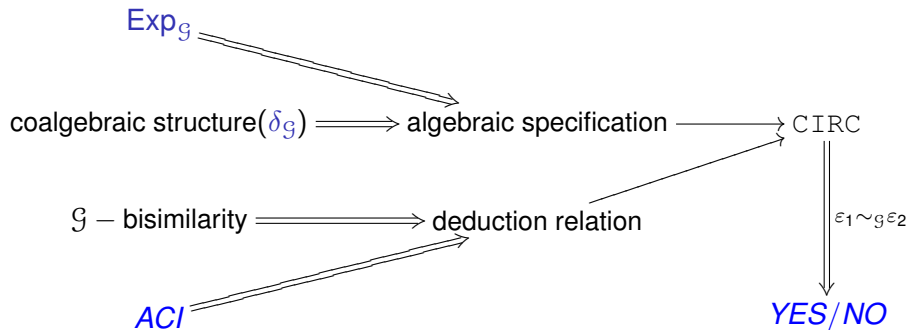 Exp𝒢
coalgebraic structure(δ𝒢) algebraic specification CIRC
𝒢 − bisimilarity deduction relation ε₁∼𝒢ε₂
ACI YES/NO